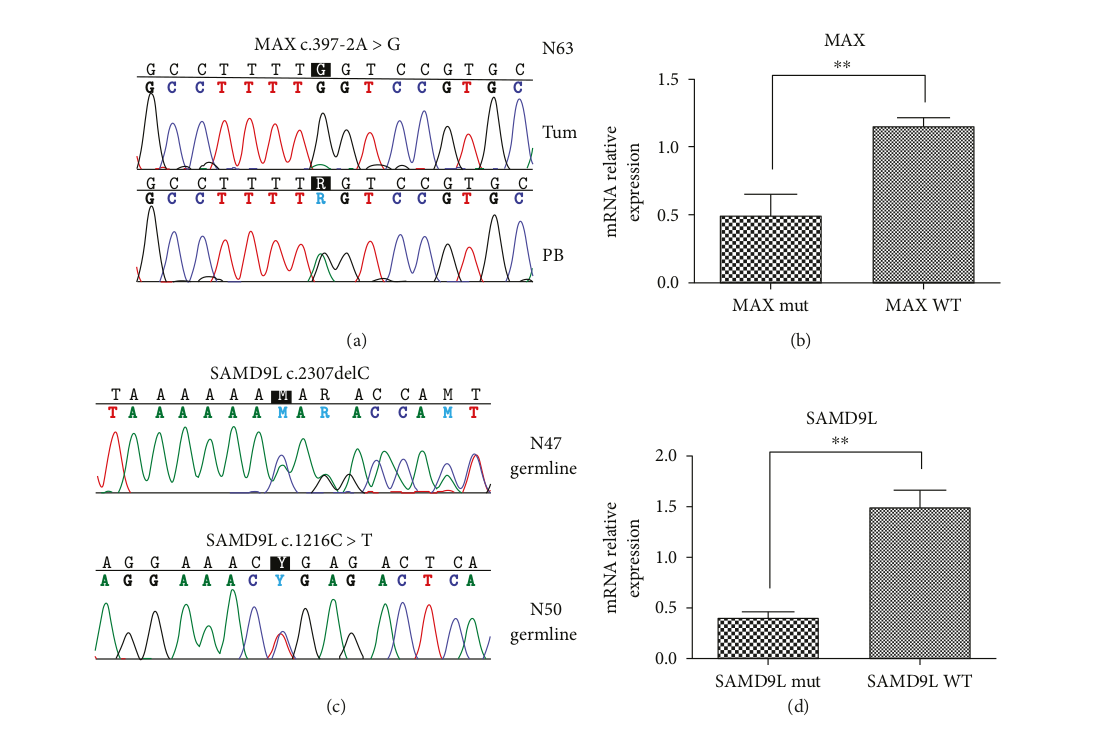 MAX c.397-2A > G
N63
G C C T T T T G G T C C G T G C
G C C T T T T G G T C C G T G C
Tum
G C C T T T T R G T C C G T G C
G C C T T T T R G T C C G T G C
PB
(a)
MAX
**
mRNA relative
expression
1.5
1.0
0.5
0.0
MAX mut
MAX WT
(b)
SAMD9L c.2307delC
T A A A A A A M A R A C C A M T
T A A A A A A M A R A C C A M T
N47
germline
SAMD9L c.1216C > T
A G G A A A C Y G A G A C T C A
A G G A A A C Y G A G A C T C A
N50
germline
(c)
SAMD9L
**
mRNA relative
expression
2.0
1.5
1.0
0.5
0.0
SAMD9L mut
SAMD9L WT
(d)